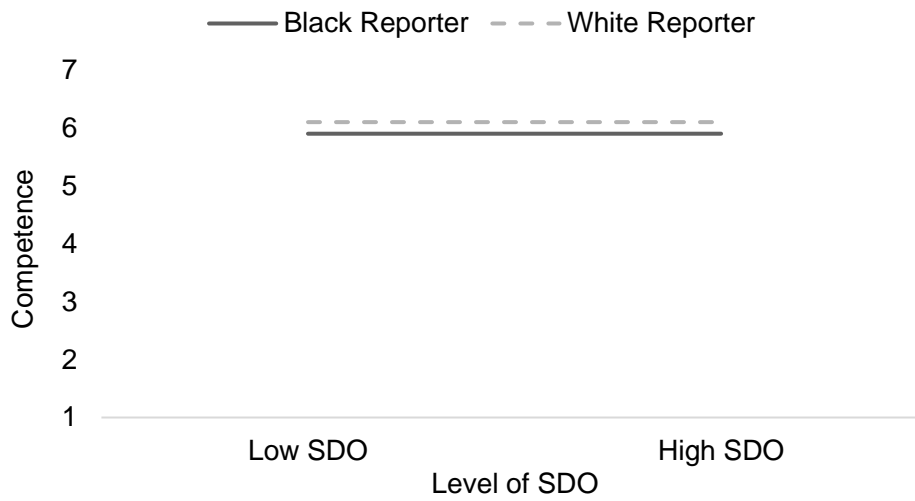 Black Reporter White Reporter
7
6
5
4
3
2
1
Competence
Low SDO High SDO
Level of SDO